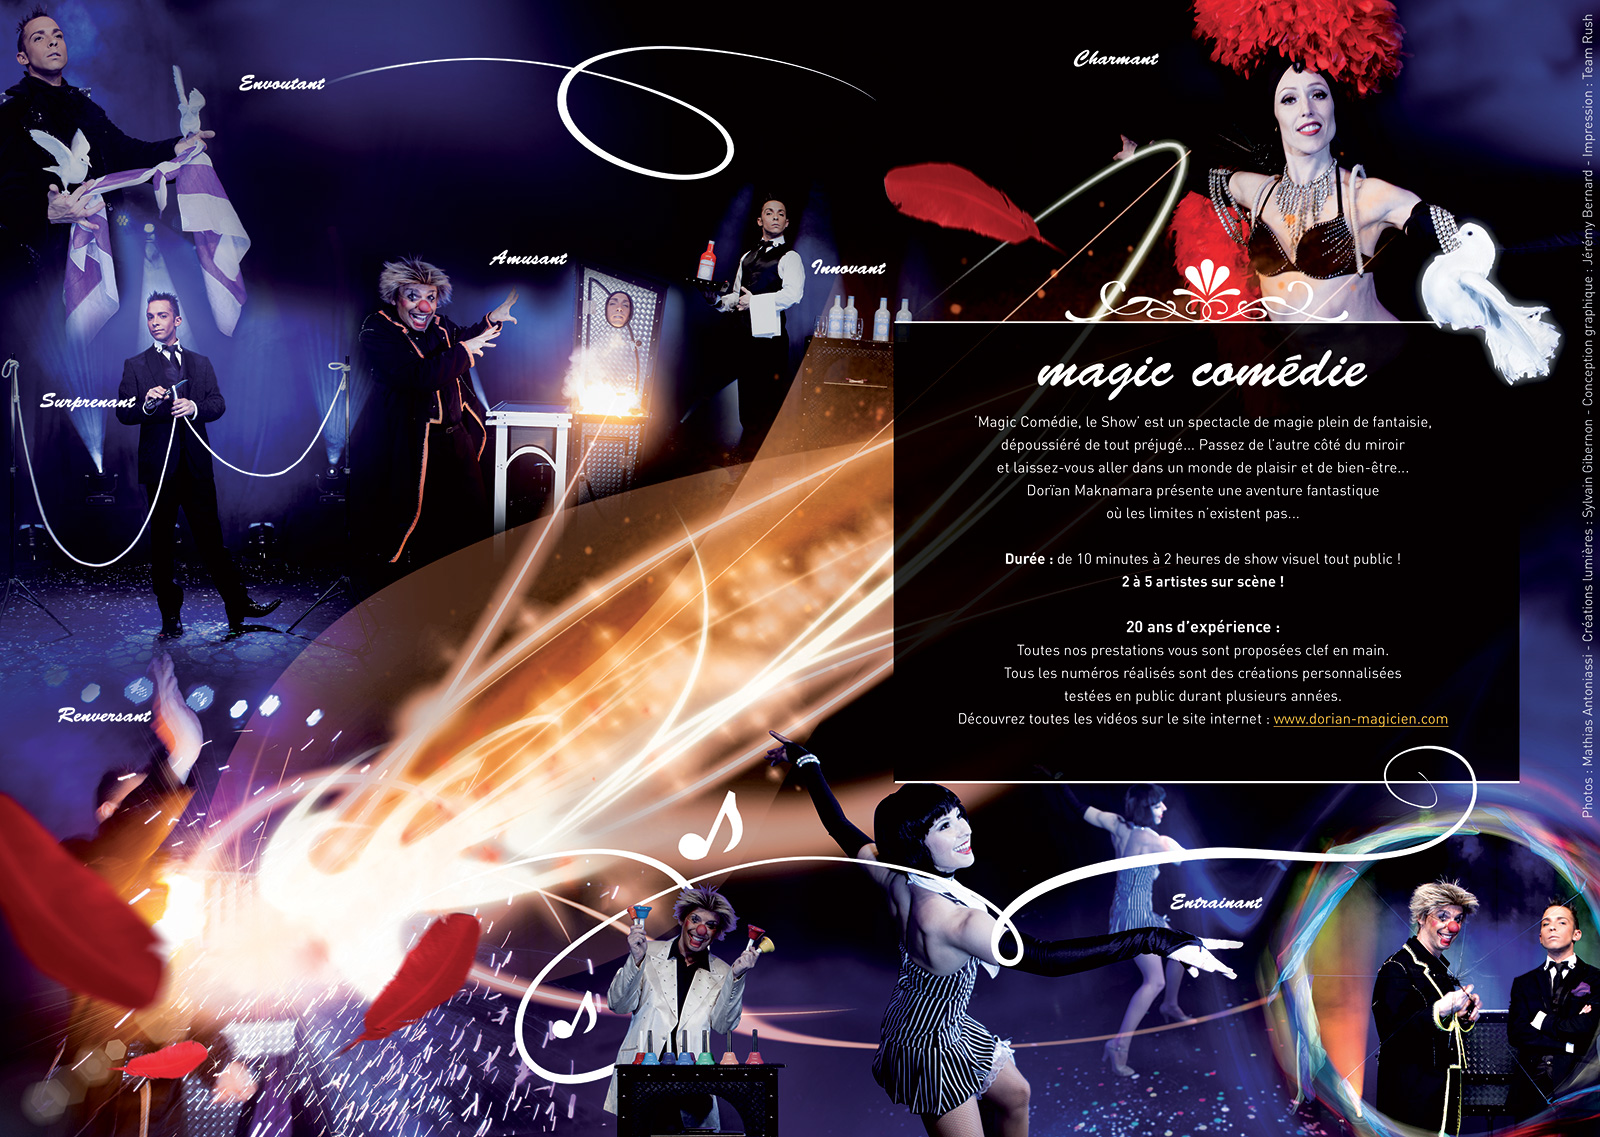 Envoutant
Charmant
Amusant
Innovant
Surprenant
magic comédie
'Magic Comédie, le Show' est un spectacle de magie plein de fantaisie,
dépoussiéré de tout préjugé... Passez de l'autre côté du miroir
et laissez-vous aller dans un monde de plaisir et de bien-être...
Dorïan Maknamara présente une aventure fantastique
où les limites n'existent pas...
Durée : de 10 minutes à 2 heures de show visuel tout public !
2 à 5 artistes sur scène !
20 ans d'expérience :
Toutes nos prestations vous sont proposées clef en main.
Tous les numéros réalisés sont des créations personnalisées
testées en public durant plusieurs années.
Découvrez toutes les vidéos sur le site internet : www.dorian-magicien.com
Renversant
Entrainant
Photos : Mathias Antoniassi - Créations lumières : Sylvain Gibernon - Conception graphique : Jérémy Bernard - Impression : Team Rush